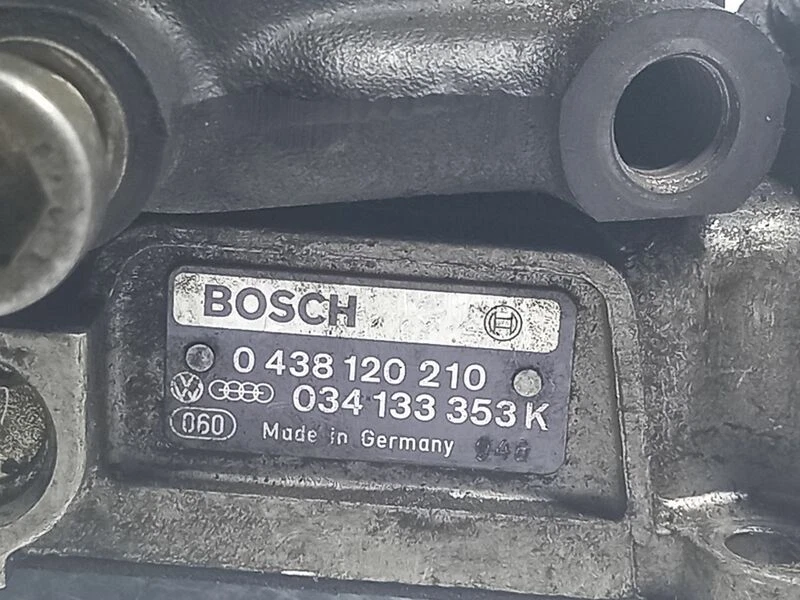 BOSCH
0 438 120 210
034 133 353 K
060
Made in Germany